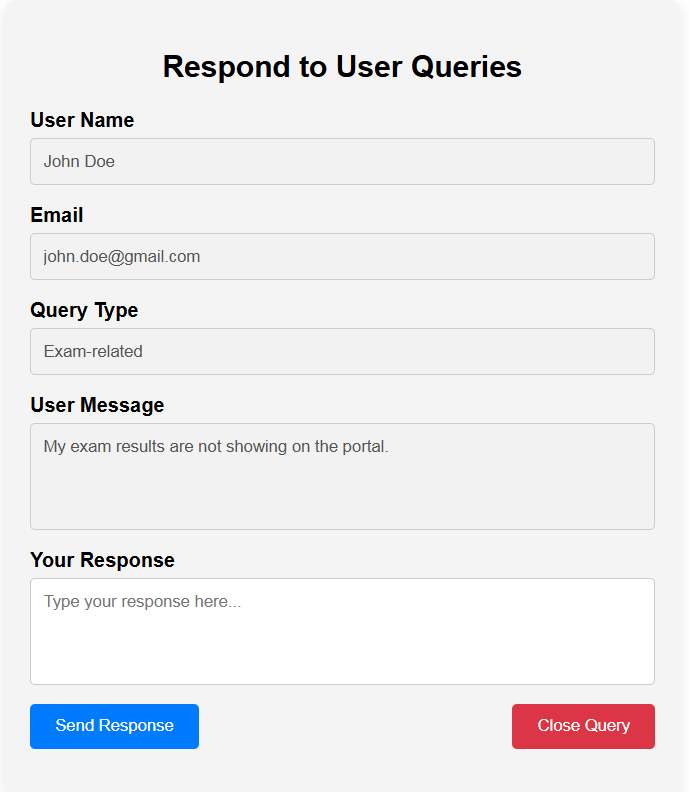 Respond to User Queries
User Name
John Doe
Email
john.doe@gmail.com
Query Type
Exam-related
User Message
My exam results are not showing on the portal.
Your Response
Type your response here...
Send Response
Close Query